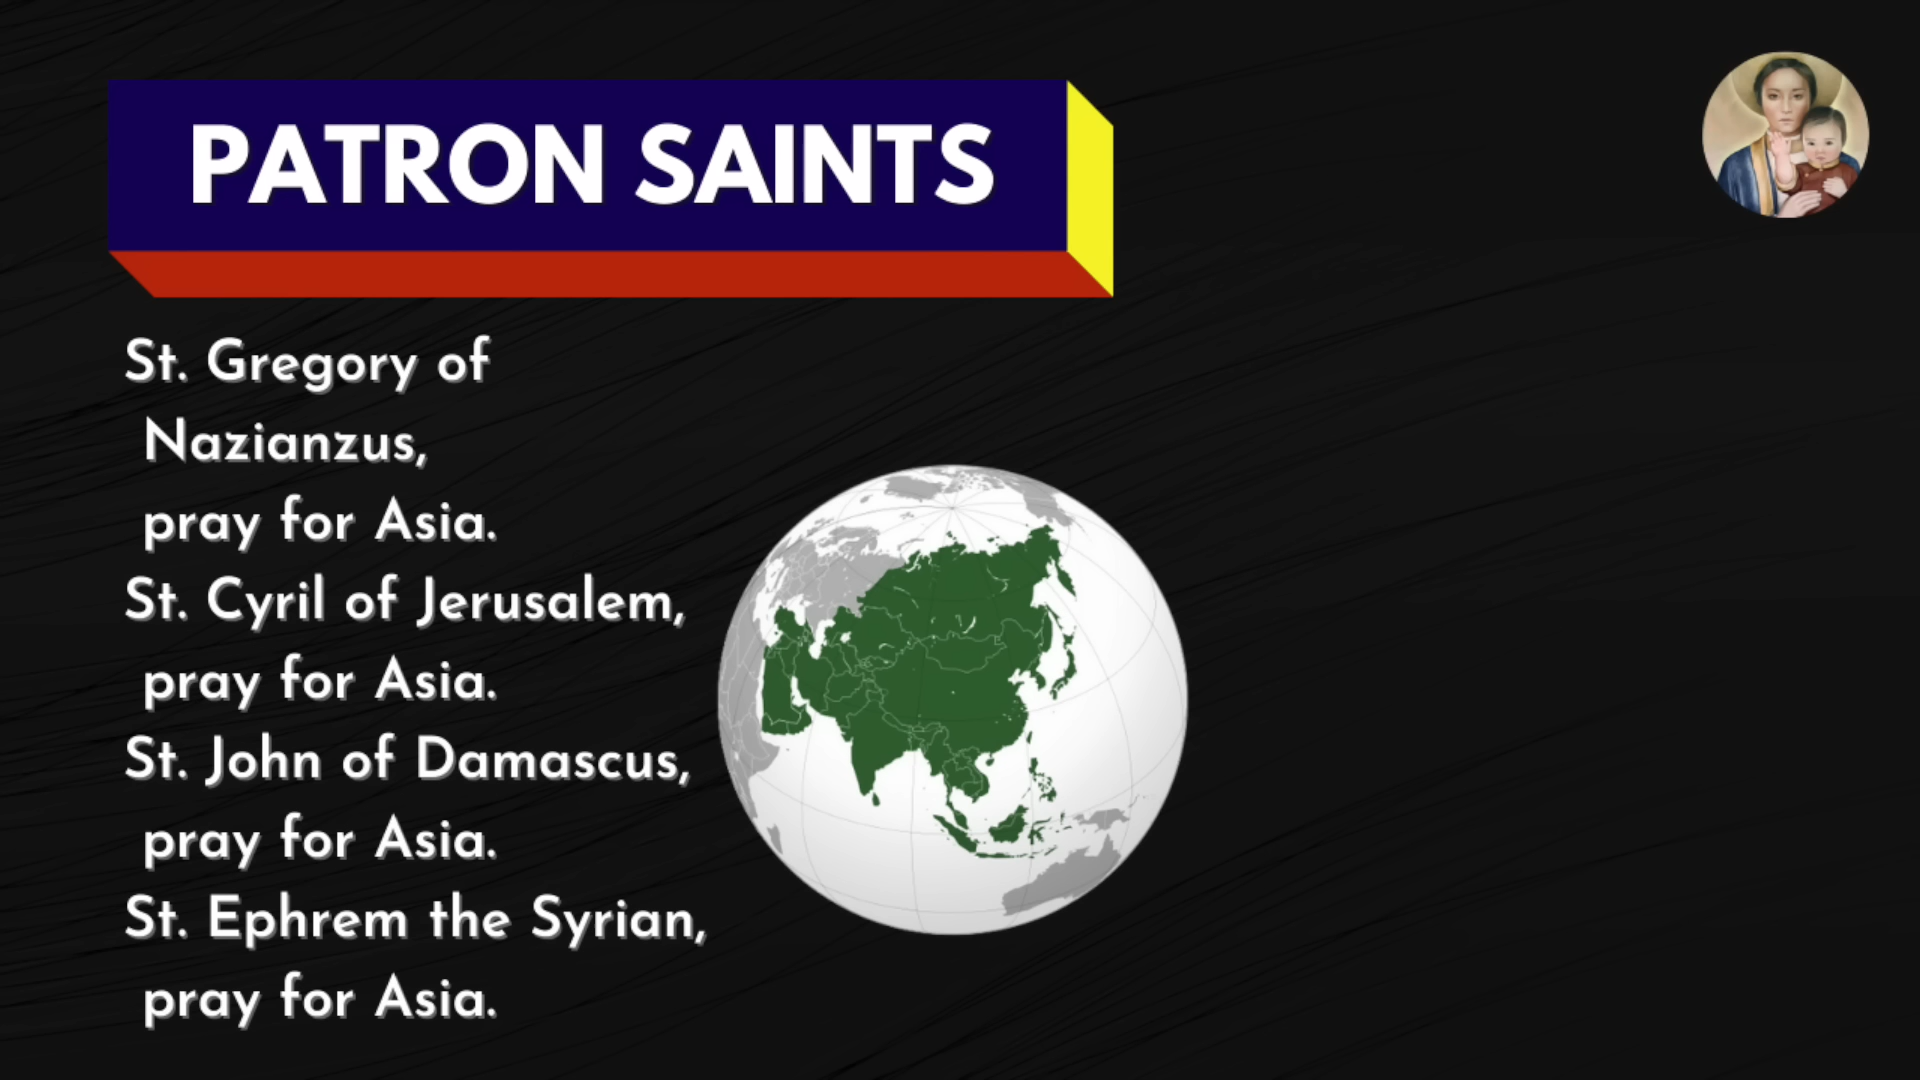 PATRON SAINTS
St. Gregory of
Nazianzus,
pray for Asia.
St. Cyril of Jerusalem,
pray for Asia.
St. John of Damascus,
pray for Asia.
St. Ephrem the Syrian,
pray for Asia.